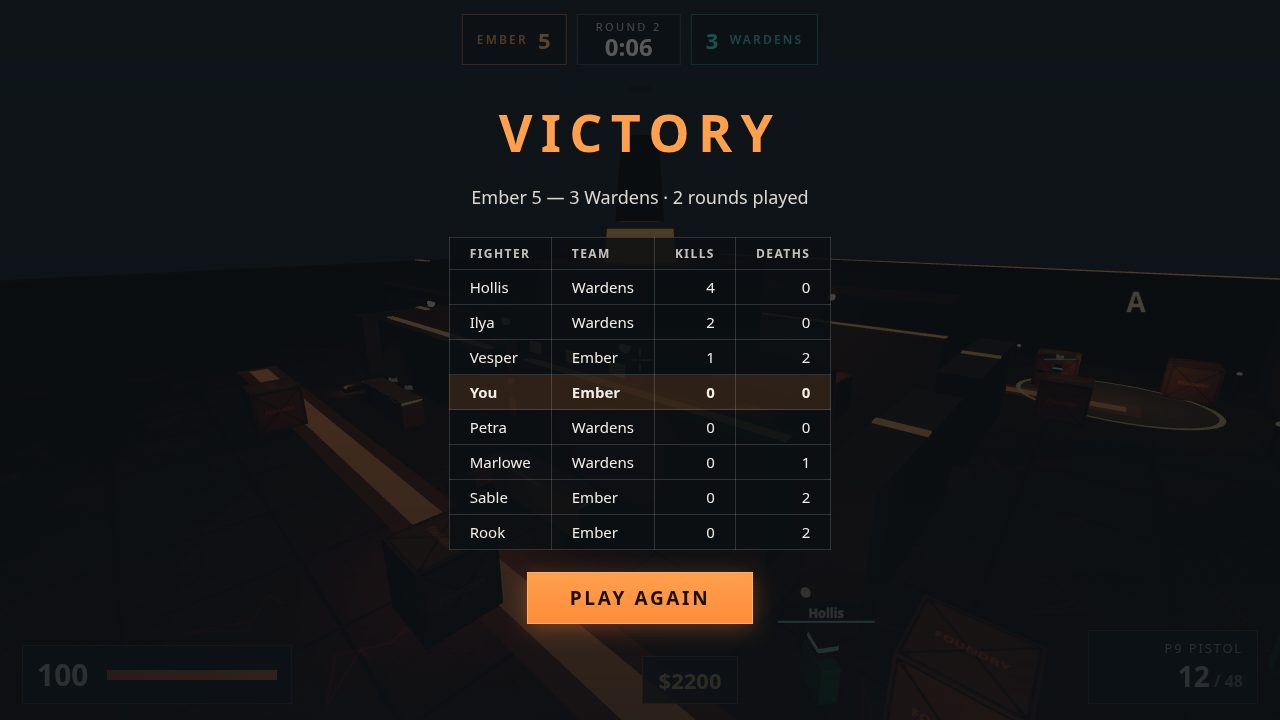 EMBER 5
ROUND 2
0:06
3 WARDENS
VICTORY
Ember 5 — 3 Wardens · 2 rounds played
FIGHTER TEAM KILLS DEATHS
Hollis Wardens 4 0
Ilya Wardens 2 0
Vesper Ember 1 2
You Ember 0 0
Petra Wardens 0 0
Marlowe Wardens 0 1
Sable Ember 0 2
Rook Ember 0 2
PLAY AGAIN
A
Hollis
FOUNDRY
100
$2200
P9 PISTOL
12 / 48